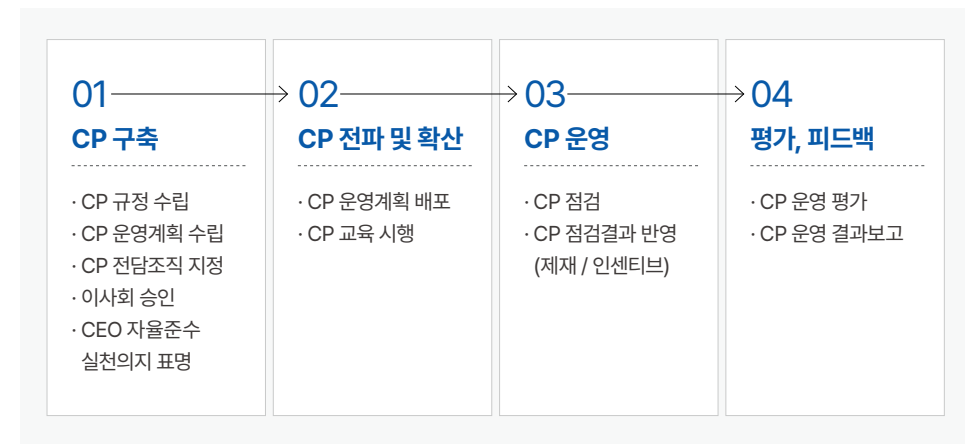 01
CP 구축
· CP 규정 수립
· CP 운영계획 수립
· CP 전담조직 지정
· 이사회 승인
· CEO 자율준수
실천의지 표명
02
CP 전파 및 확산
· CP 운영계획 배포
· CP 교육 시행
03
CP 운영
· CP 점검
· CP 점검결과 반영
(제재 / 인센티브)
04
평가, 피드백
· CP 운영 평가
· CP 운영 결과보고